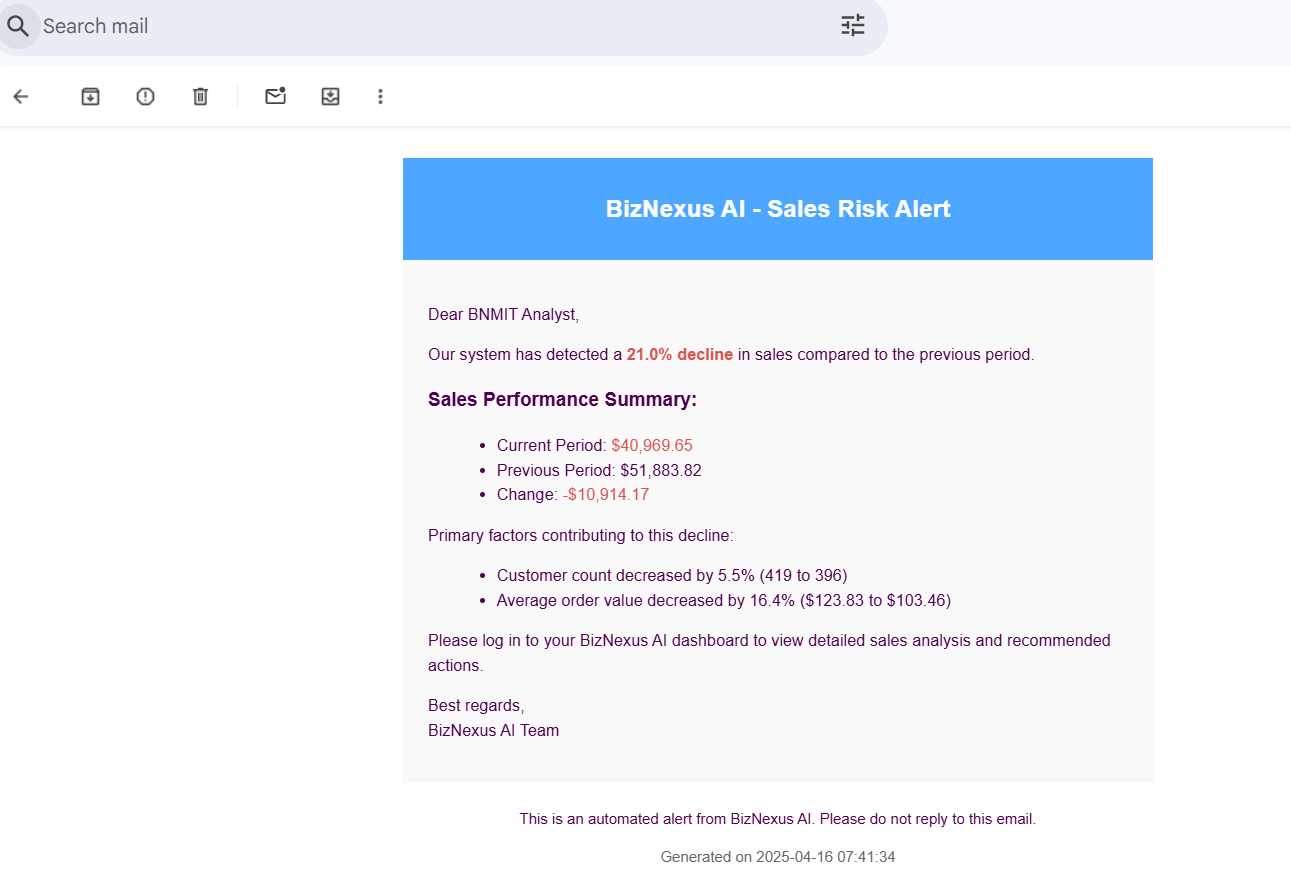 Search mail
BizNexus AI - Sales Risk Alert
Dear BNMIT Analyst,
Our system has detected a 21.0% decline in sales compared to the previous period.
Sales Performance Summary:
• Current Period: $40,969.65
• Previous Period: $51,883.82
• Change: -$10,914.17
Primary factors contributing to this decline:
• Customer count decreased by 5.5% (419 to 396)
• Average order value decreased by 16.4% ($123.83 to $103.46)
Please log in to your BizNexus AI dashboard to view detailed sales analysis and recommended
actions.
Best regards,
BizNexus AI Team
This is an automated alert from BizNexus AI. Please do not reply to this email.
Generated on 2025-04-16 07:41:34